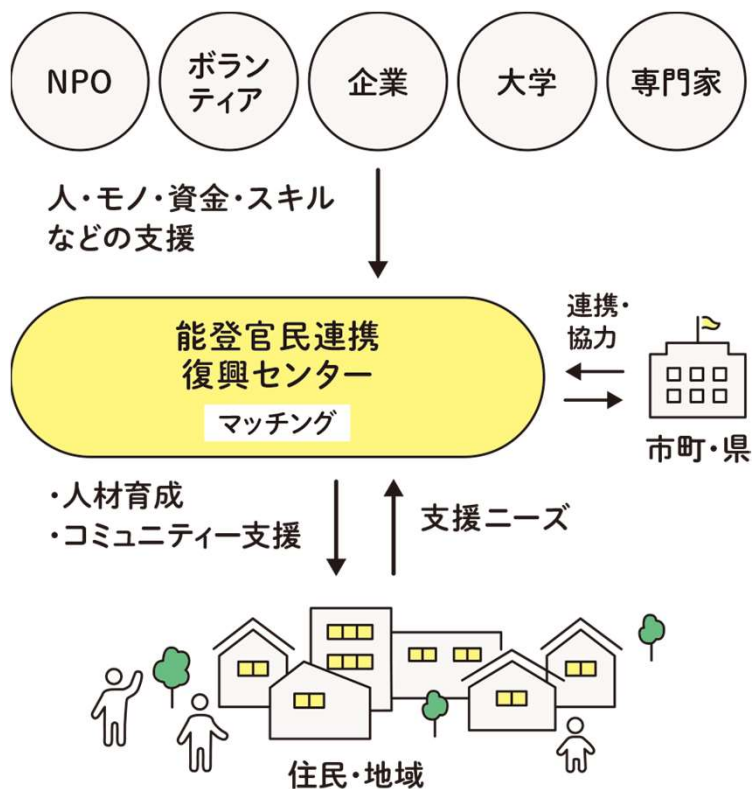 NPO
ボラン
ティア
企業
大学
専門家
人・モノ・資金・スキル
などの支援
能登官民連携
復興センター
マッチング
連携・
協力
市町・県
・人材育成
・コミュニティー支援
支援ニーズ
住民・地域